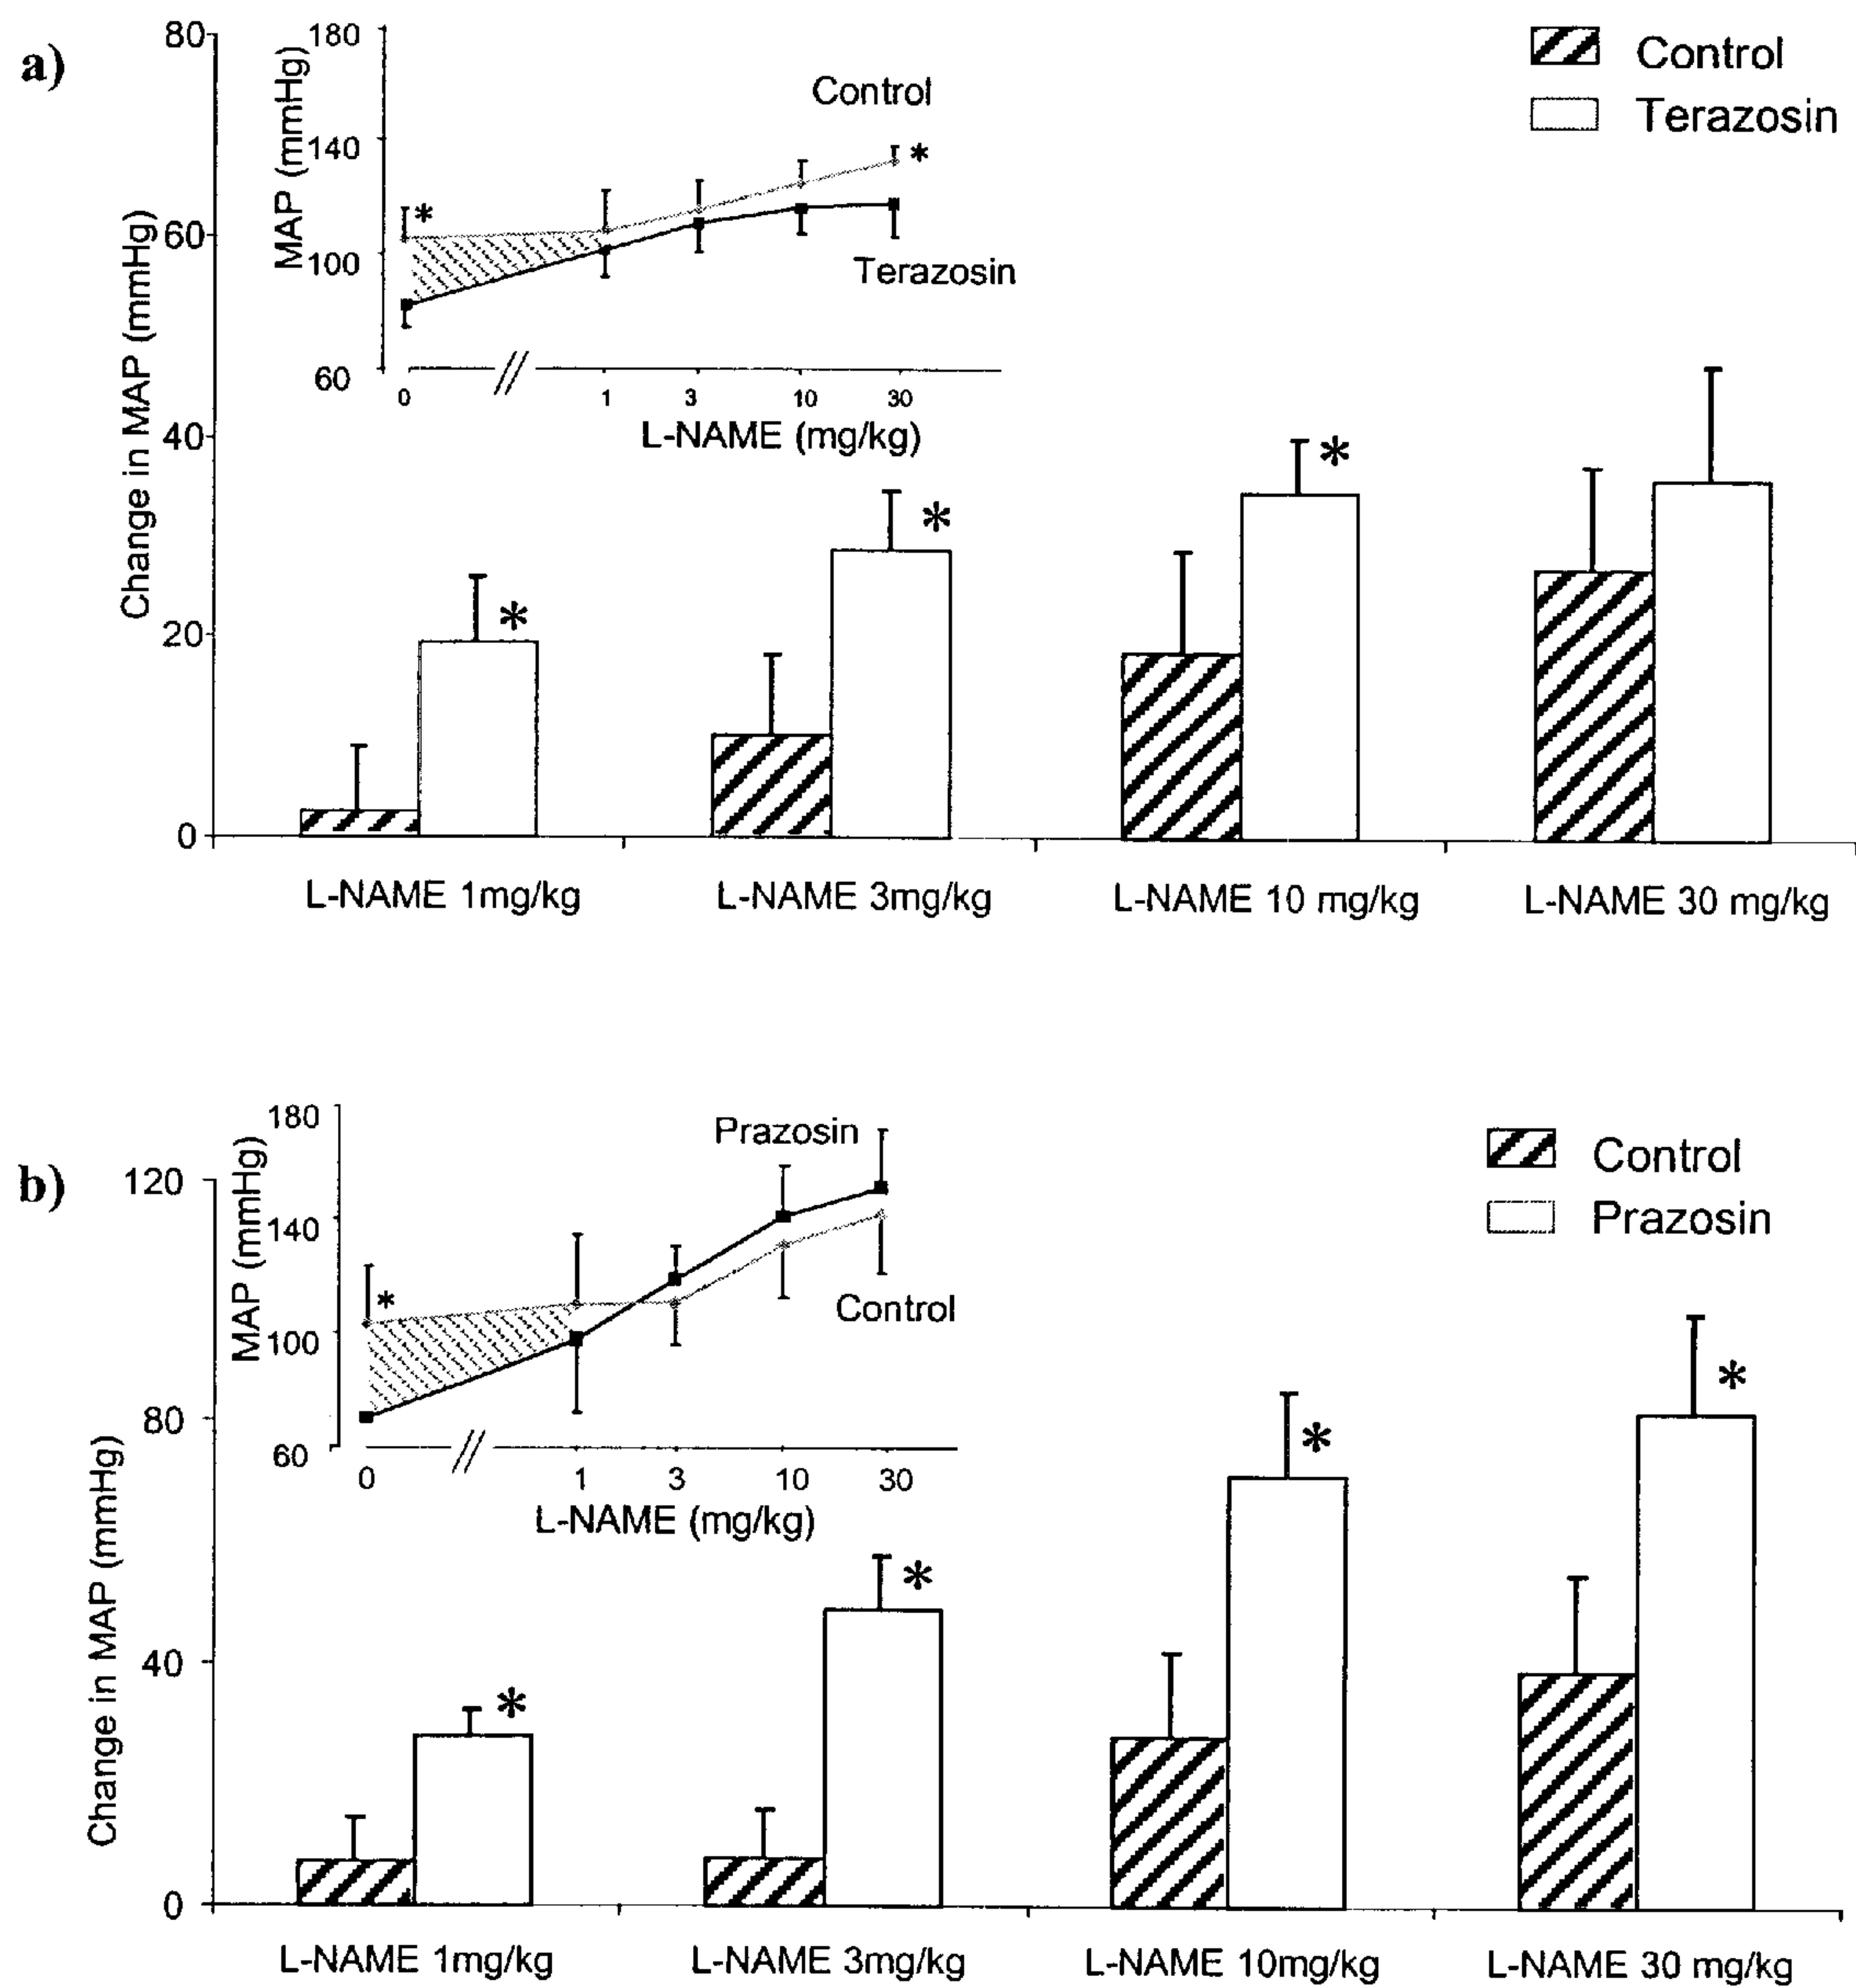 a)
80
60
40
20
0
Change in MAP (mmHg)
180
140
100
60
MAP (mmHg)
Control
*
*
Terazosin
0 // 1 3 10 30
L-NAME (mg/kg)
Control
Terazosin
*
*
*
L-NAME 1mg/kg L-NAME 3mg/kg L-NAME 10 mg/kg L-NAME 30 mg/kg
b)
120
80
40
0
Change in MAP (mmHg)
180
140
100
60
MAP (mmHg)
Prazosin
*
Control
0 // 1 3 10 30
L-NAME (mg/kg)
Control
Prazosin
*
*
*
*
L-NAME 1mg/kg L-NAME 3mg/kg L-NAME 10mg/kg L-NAME 30 mg/kg